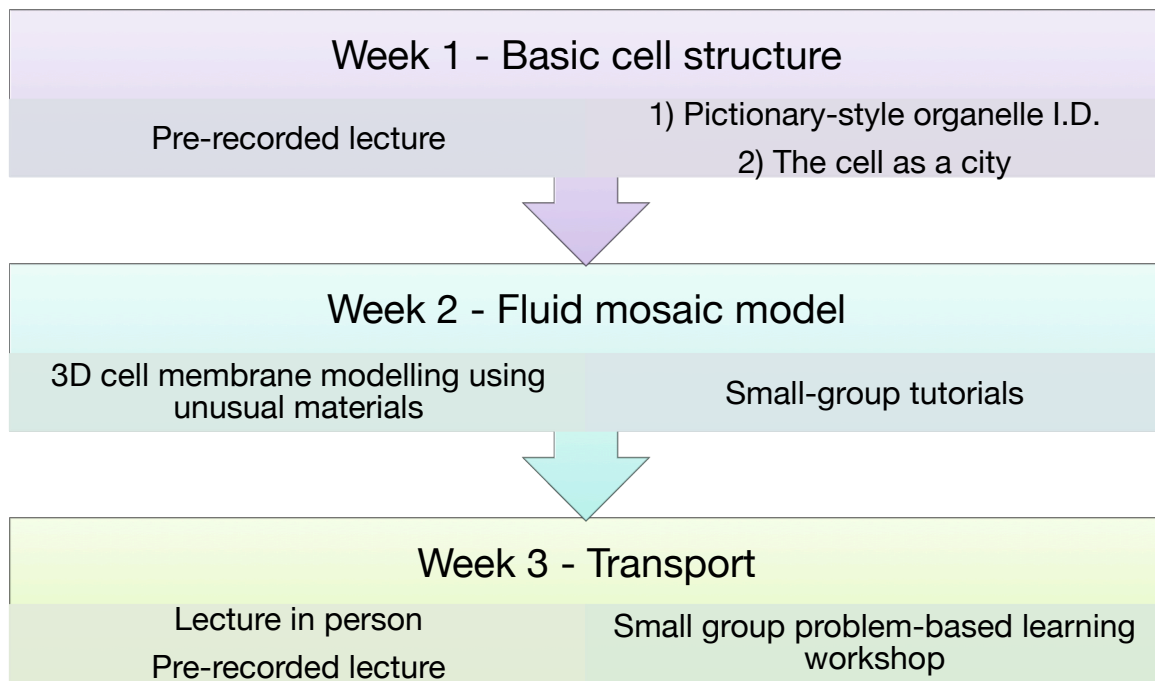 Week 1 - Basic cell structure
Pre-recorded lecture
1) Pictionary-style organelle I.D.
2) The cell as a city
Week 2 - Fluid mosaic model
3D cell membrane modelling using
unusual materials
Small-group tutorials
Week 3 - Transport
Lecture in person
Pre-recorded lecture
Small group problem-based learning
workshop